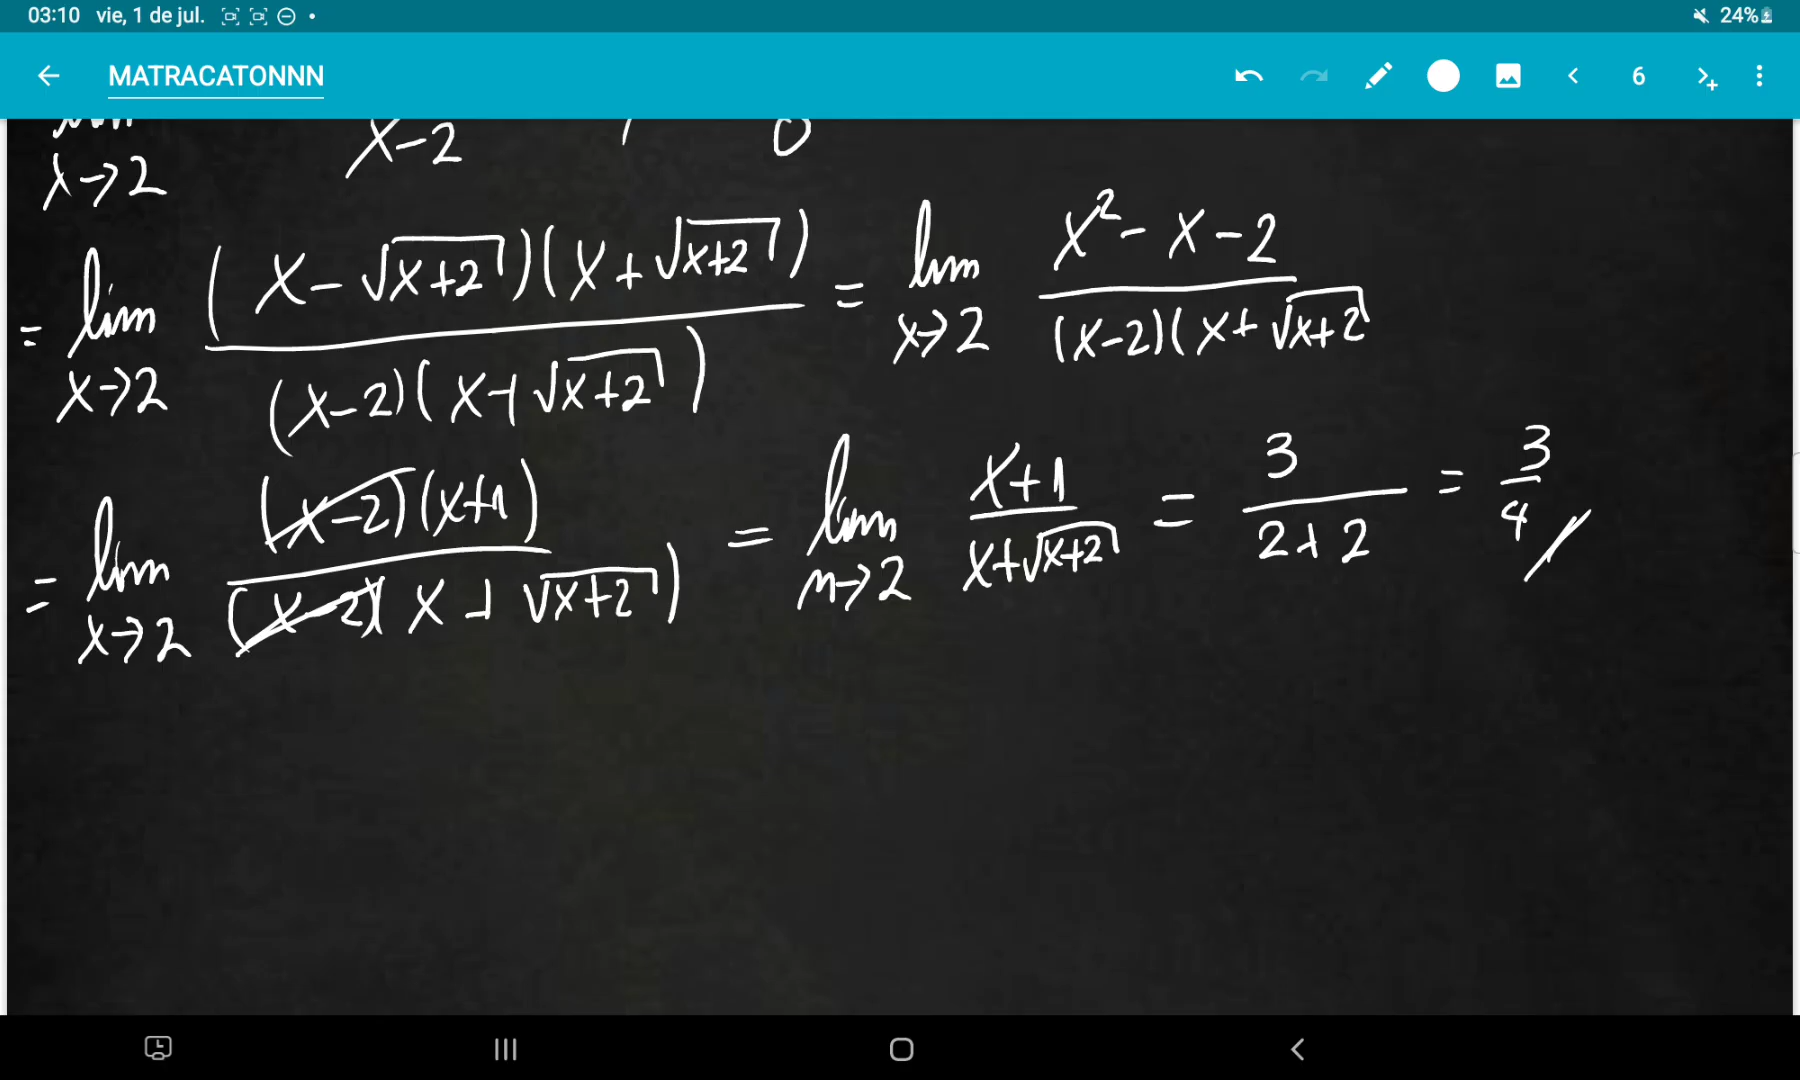 03:10 vie, 1 de jul. 24%
MATRACATONNN 6
x-2 0
x→2
= lim (x-√x+2)(x+√x+2) = lim x²-x-2
x→2 (x-2)(x+√x+2) x→2 (x-2)(x+√x+2
= lim (x-2)(x+1) = lim x+1 = 3 = 3
x→2 (x-2)(x+√x+2) n→2 x+√x+2 2+2 4